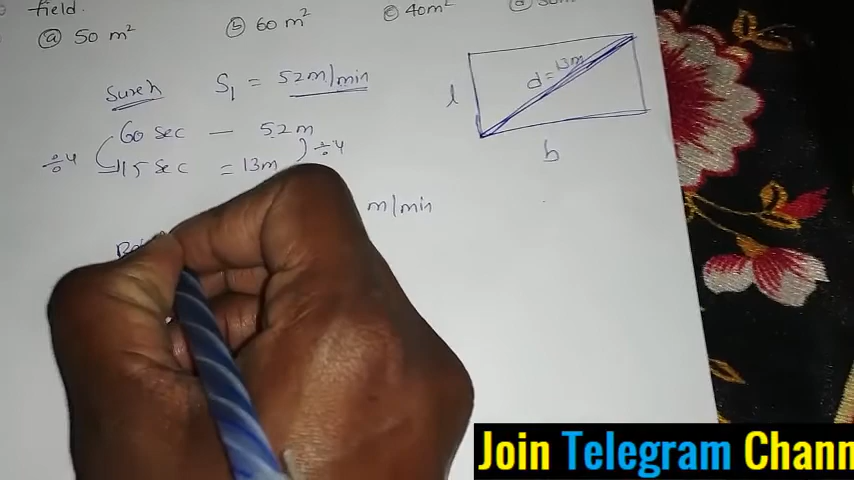 field.
ⓐ 50 m² ⓑ 60 m² ⓒ 40m² ⓓ
Sureh S₁ = 52m/min
60 sec — 52m
÷4 15 sec = 13m ÷4
m/min
l d=13m
b
Join Telegram Chann